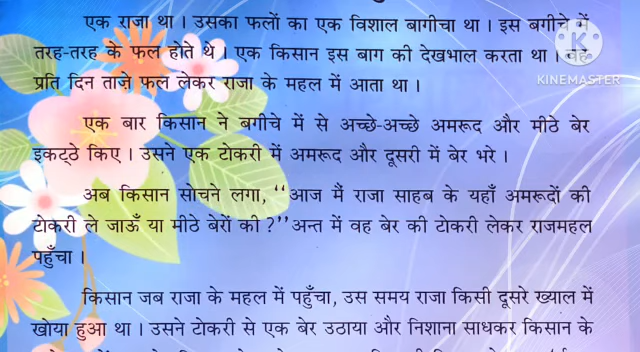 एक राजा था। उसका फलों का एक विशाल बागीचा था। इस बगीचे में
तरह-तरह के फल होते थे। एक किसान इस बाग की देखभाल करता था। वह
प्रति दिन ताज़े फल लेकर राजा के महल में आता था।
KINEMASTER
एक बार किसान ने बगीचे में से अच्छे-अच्छे अमरूद और मीठे बेर
इकट्ठे किए। उसने एक टोकरी में अमरूद और दूसरी में बेर भरे।
अब किसान सोचने लगा, ‘‘आज मैं राजा साहब के यहाँ अमरूदों की
टोकरी ले जाऊँ या मीठे बेरों की?’’ अन्त में वह बेर की टोकरी लेकर राजमहल
पहुँचा।
किसान जब राजा के महल में पहुँचा, उस समय राजा किसी दूसरे ख्याल में
खोया हुआ था। उसने टोकरी से एक बेर उठाया और निशाना साधकर किसान के